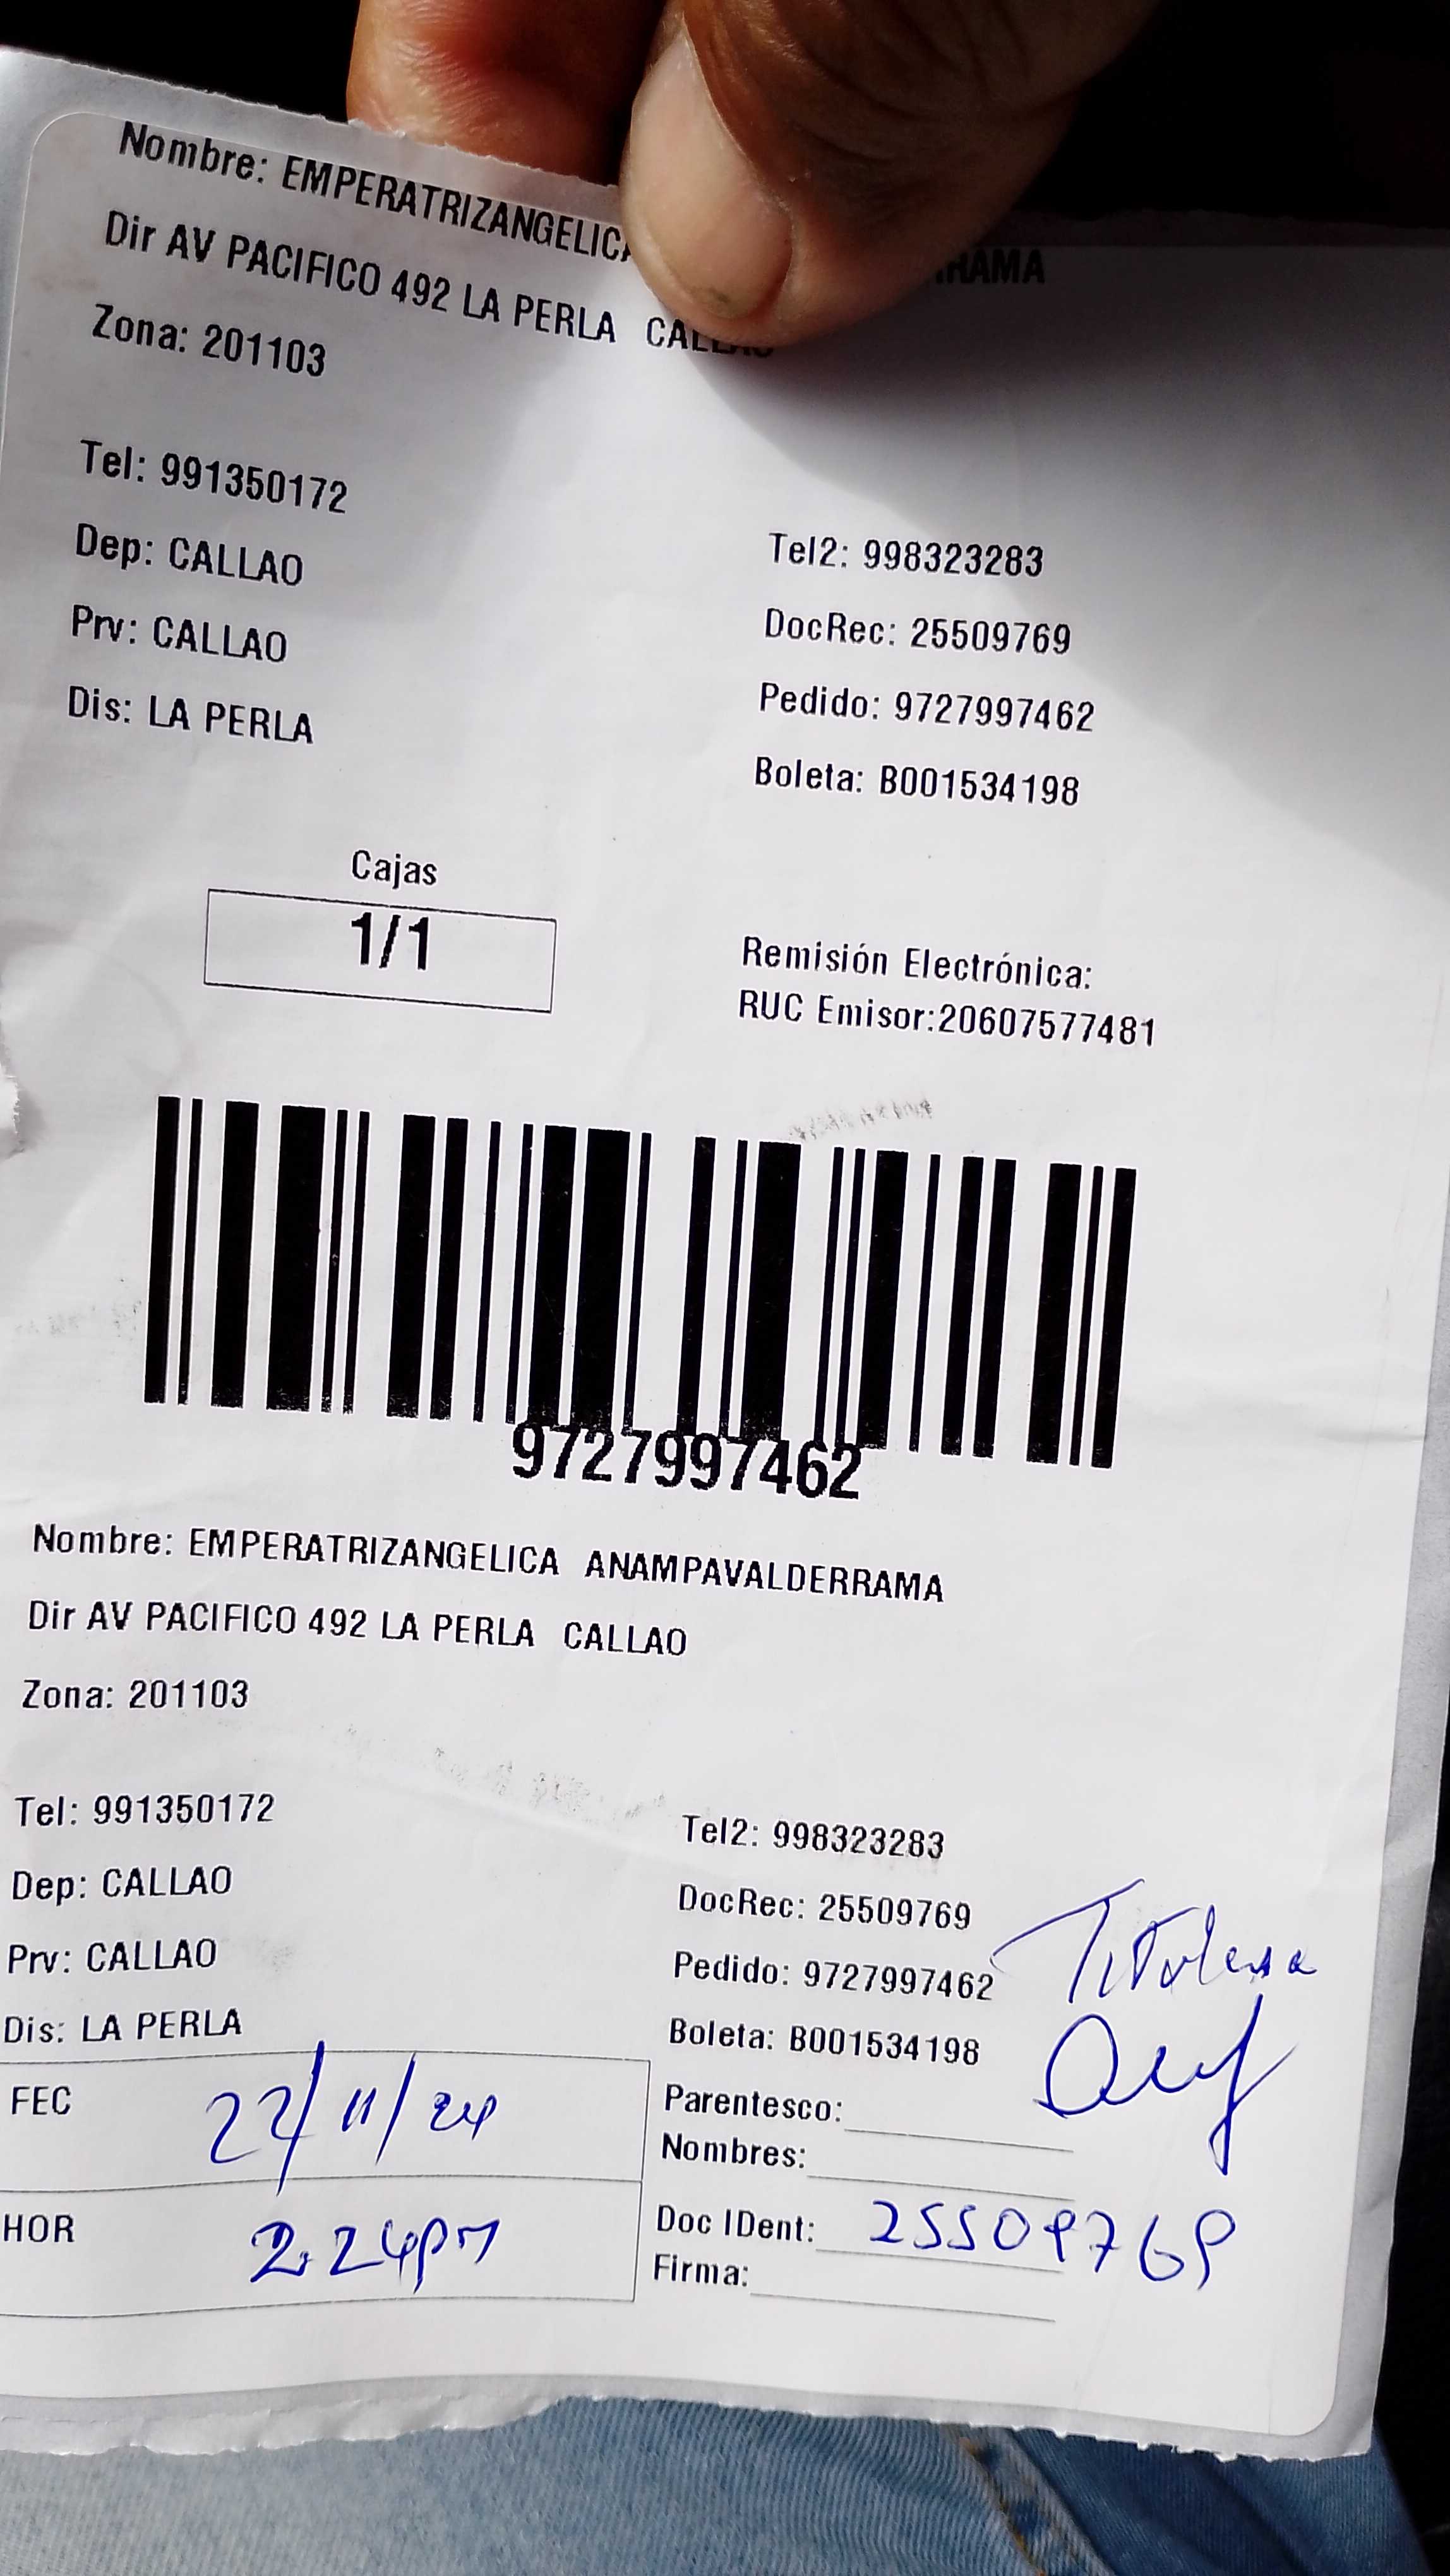 Nombre: EMPERATRIZANGELICA
Dir AV PACIFICO 492 LA PERLA CALLAO
Zona: 201103
Tel: 991350172
Tel2: 998323283
Dep: CALLAO
DocRec: 25509769
Prv: CALLAO
Pedido: 9727997462
Dis: LA PERLA
Boleta: B001534198
Cajas
1/1
Remisión Electrónica:
RUC Emisor:20607577481
9727997462
Nombre: EMPERATRIZANGELICA ANAMPAVALDERRAMA
Dir AV PACIFICO 492 LA PERLA CALLAO
Zona: 201103
Tel: 991350172
Tel2: 998323283
Dep: CALLAO
DocRec: 25509769
Prv: CALLAO
Pedido: 9727997462
Dis: LA PERLA
Boleta: B001534198
FEC 22/11/24
Parentesco:
Nombres:
HOR 2.24pm
Doc IDent: 25509769
Firma: